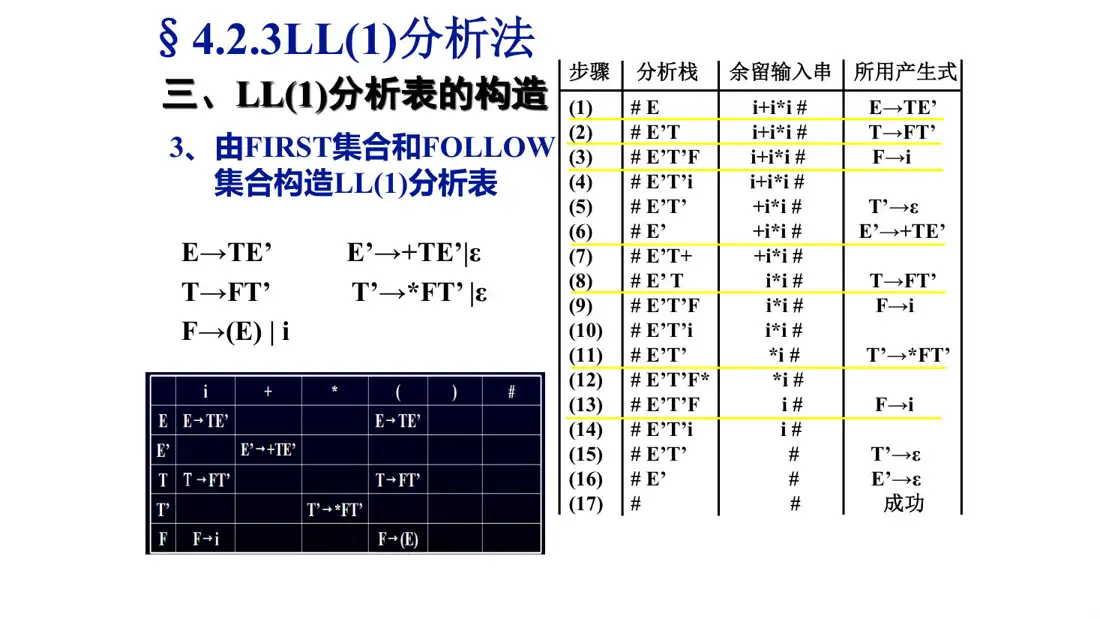 § 4.2.3LL(1)分析法
三、LL(1)分析表的构造
3、由FIRST集合和FOLLOW
集合构造LL(1)分析表
E→TE’ E’→+TE’|ε
T→FT’ T’→*FT’ |ε
F→(E) | i
i + * ( ) #
E E→TE’ E→TE’
E’ E’→+TE’
T T→FT’ T→FT’
T’ T’→*FT’
F F→i F→(E)
步骤 分析栈 余留输入串 所用产生式
(1) # E i+i*i # E→TE’
(2) # E’T i+i*i # T→FT’
(3) # E’T’F i+i*i # F→i
(4) # E’T’i i+i*i #
(5) # E’T’ +i*i # T’→ε
(6) # E’ +i*i # E’→+TE’
(7) # E’T+ +i*i #
(8) # E’ T i*i # T→FT’
(9) # E’T’F i*i # F→i
(10) # E’T’i i*i #
(11) # E’T’ *i # T’→*FT’
(12) # E’T’F* *i #
(13) # E’T’F i # F→i
(14) # E’T’i i #
(15) # E’T’ # T’→ε
(16) # E’ # E’→ε
(17) # # 成功